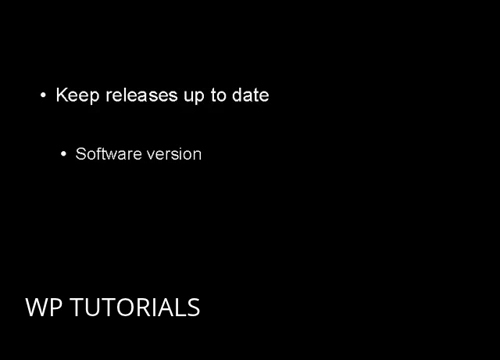 • Keep releases up to date
• Software version
WP TUTORIALS